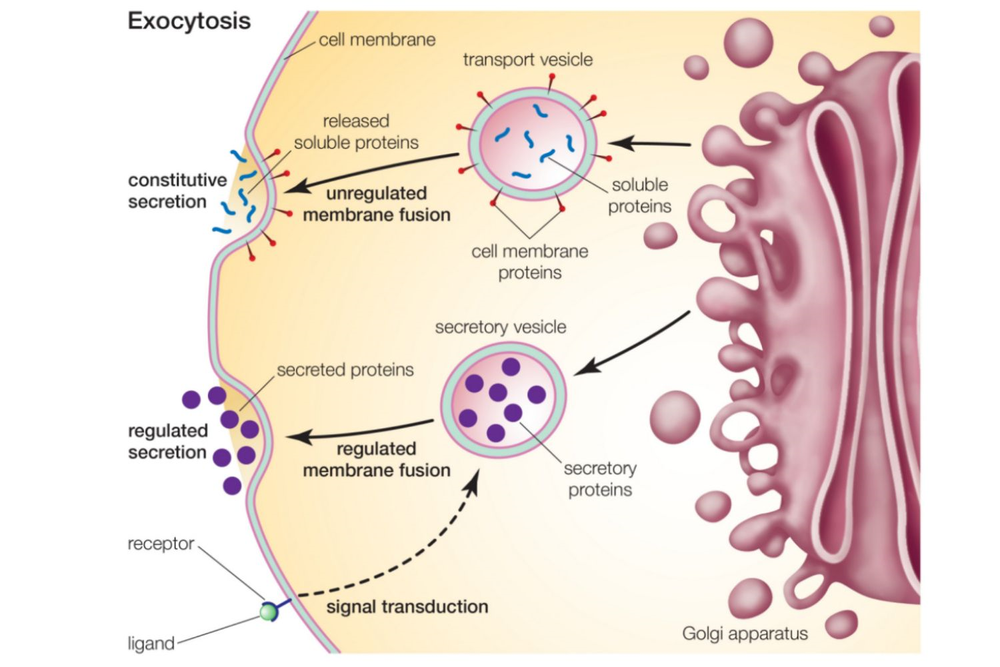 Exocytosis
cell membrane
transport vesicle
released
soluble proteins
constitutive
secretion
unregulated
membrane fusion
soluble
proteins
cell membrane
proteins
secretory vesicle
secreted proteins
regulated
secretion
regulated
membrane fusion
secretory
proteins
receptor
signal transduction
ligand
Golgi apparatus